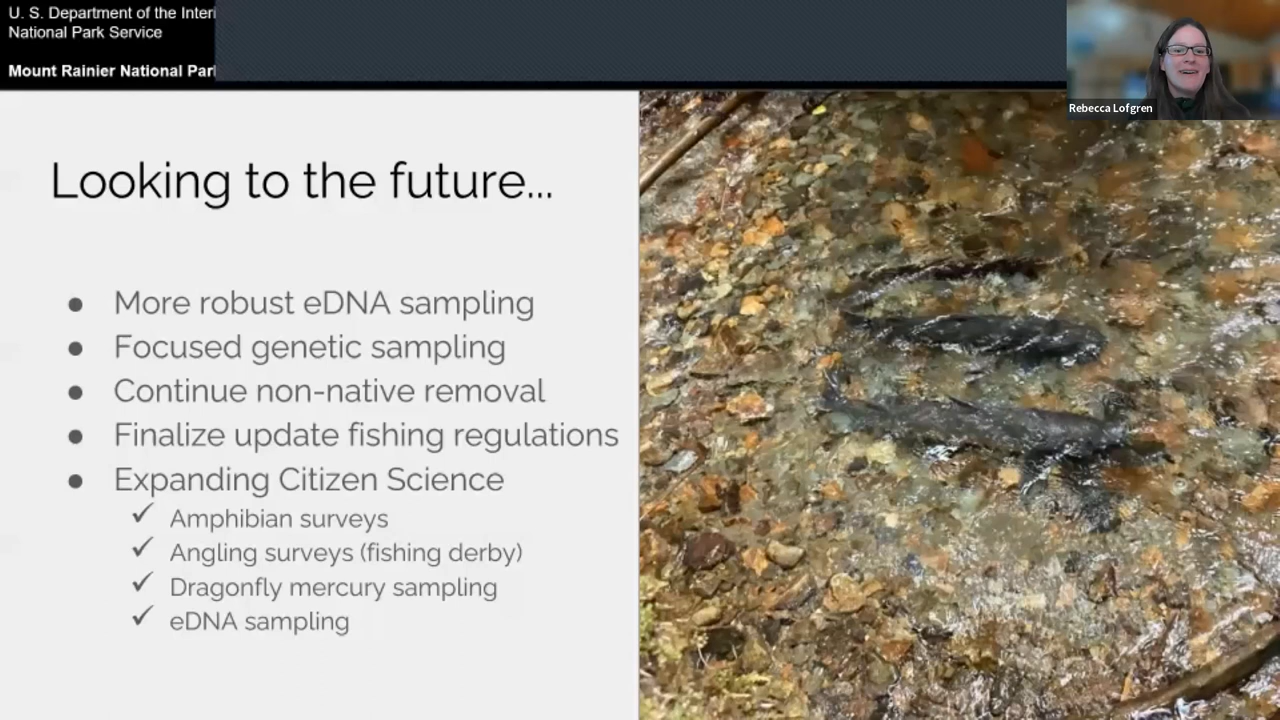 U. S. Department of the Interi
National Park Service
Mount Rainier National Parl
Rebecca Lofgren
Looking to the future...
● More robust eDNA sampling
● Focused genetic sampling
● Continue non-native removal
● Finalize update fishing regulations
● Expanding Citizen Science
✓ Amphibian surveys
✓ Angling surveys (fishing derby)
✓ Dragonfly mercury sampling
✓ eDNA sampling